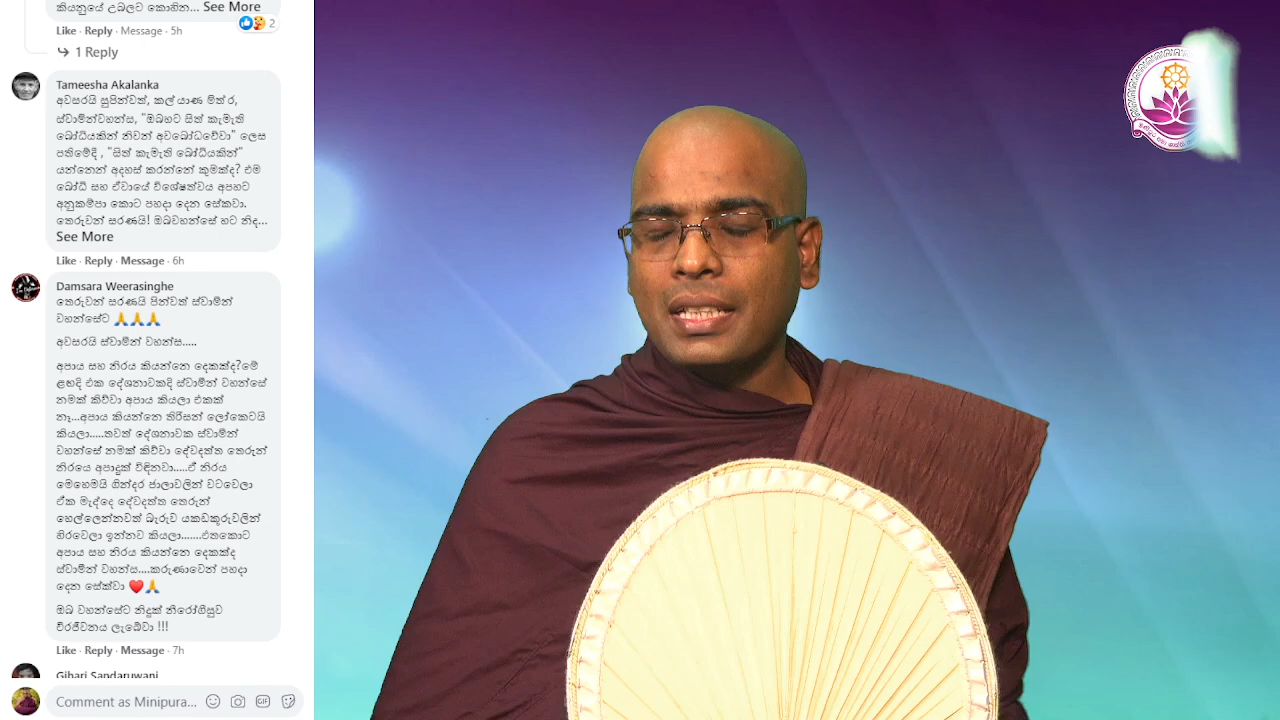 කියනුයේ උබලට කොහින... See More
Like · Reply · Message · 5h
2
1 Reply
Tameesha Akalanka
අවසරයි සුපින්වත්, කල් යාණ මිත් ර,
ස්වාමින්වහන්ස, "ඔබහට සිත් කැමැති
බෝධියකින් නිවන් අවබෝධවේවා" ලෙස
පතිමේදී , "සිත් කැමැති බෝධියකින්"
යන්නෙන් අදහස් කරන්නේ කුමක්ද? එම
බෝධි සහ ඒවායේ විශේෂත්වය අපහට
අනුකම්පා කොට පහදා දෙන සේකවා.
තෙරුවන් සරණයි! ඔබවහන්සේ හට නිඳ...
See More
Like · Reply · Message · 6h
Damsara Weerasinghe
තෙරුවන් සරණයි පින්වත් ස්වාමින්
වහන්සේට 🙏🙏🙏
අවසරයි ස්වාමින් වහන්ස.....
අපාය සහ නිරය කියන්නෙ දෙකක්ද?මේ
ළඟදි එක දේශනාවකදි ස්වාමීන් වහන්සේ
නමක් කිව්වා අපාය කියලා එකක්
නෑ...අපාය කියන්නෙ තිරිසන් ලෝකෙටයි
කියලා.....තවත් දේශනාවක ස්වාමීන්
වහන්සේ නමක් කිව්වා දේවදත්ත තෙරුන්
නිරයෙ අපාදුක් විඳිනවා.....ඒ නිරය
මෙහෙමයි ගින්දර ජාලාවලින් වටවෙලා
ඒක මැද්දෙ දේවදත්ත තෙරුන්
හෙල්ලෙන්නවත් බැරුව යකඩකූරුවලින්
හිරවෙලා ඉන්නව කියලා.......එතකොට
අපාය සහ නිරය කියන්නෙ දෙකක්ද
ස්වාමීන් වහන්ස....කරුණාවෙන් පහදා
දෙන සේක්වා ❤️🙏
ඔබ වහන්සේට නිදුක් නීරෝගීසුව
චිරජීවනය ලැබේවා !!!
Like · Reply · Message · 7h
Gihari Sandaruwani
Comment as Minipura...
GIF